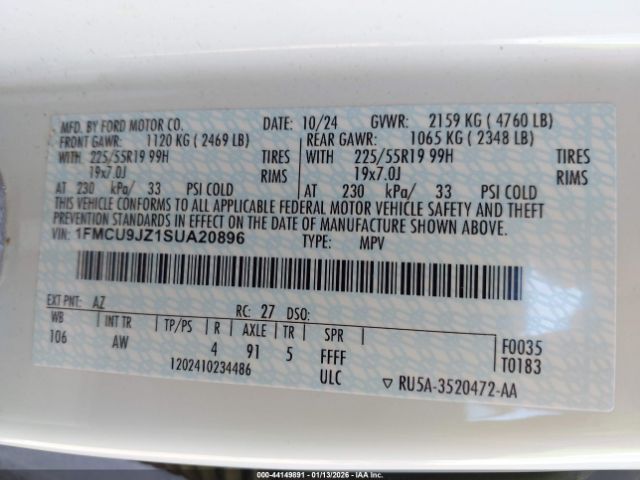 MFD. BY FORD MOTOR CO. DATE: 10/24 GVWR: 2159 KG ( 4760 LB)
FRONT GAWR: 1120 KG ( 2469 LB) REAR GAWR: 1065 KG ( 2348 LB)
WITH 225/55R19 99H TIRES WITH 225/55R19 99H TIRES
19x7.0J RIMS 19x7.0J RIMS
AT 230 kPa/ 33 PSI COLD AT 230 kPa/ 33 PSI COLD
THIS VEHICLE CONFORMS TO ALL APPLICABLE FEDERAL MOTOR VEHICLE SAFETY AND THEFT
PREVENTION STANDARDS IN EFFECT ON THE DATE OF MANUFACTURE SHOWN ABOVE.
VIN: 1FMCU9JZ1SUA20896 TYPE: MPV
EXT PNT: AZ RC: 27 DSO:
WB INT TR TP/PS R AXLE TR SPR F0035
106 AW 4 91 5 FFFF T0183
1202410234486 ULC ▽ RU5A-3520472-AA
000-44149891 - 01/13/2026 - IAA Inc.